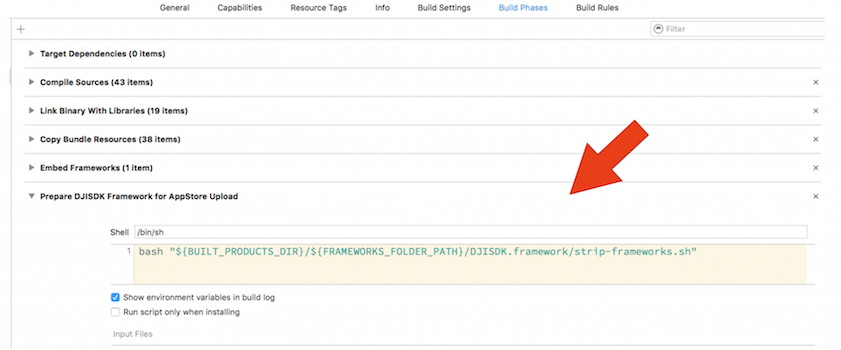 General Capabilities Resource Tags Info Build Settings Build Phases Build Rules
+ Filter
Target Dependencies (0 items)
Compile Sources (43 items)
Link Binary With Libraries (19 items)
Copy Bundle Resources (38 items)
Embed Frameworks (1 item)
Prepare DJISDK Framework for AppStore Upload
Shell /bin/sh
1 bash "${BUILT_PRODUCTS_DIR}/${FRAMEWORKS_FOLDER_PATH}/DJISDK.framework/strip-frameworks.sh"
Show environment variables in build log
Run script only when installing
Input Files